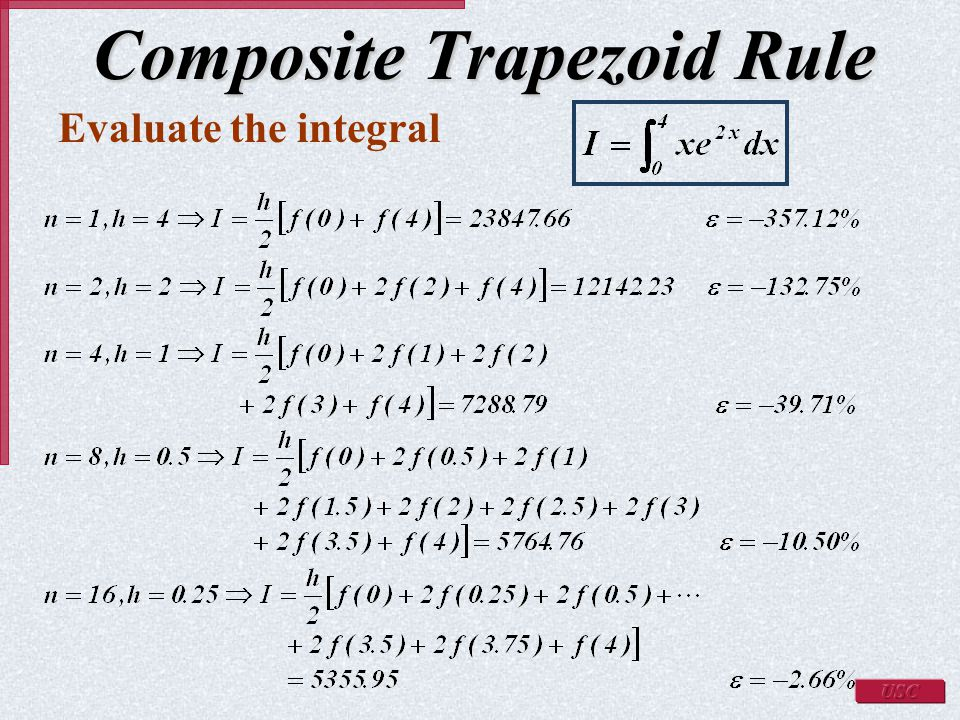 Composite Trapezoid Rule
Evaluate the integral
I = ∫₀⁴ xe²ˣ dx
n = 1, h = 4 ⇒ I = h/2 [f(0) + f(4)] = 23847.66 ε = −357.12%
n = 2, h = 2 ⇒ I = h/2 [f(0) + 2f(2) + f(4)] = 12142.23 ε = −132.75%
n = 4, h = 1 ⇒ I = h/2 [f(0) + 2f(1) + 2f(2)
+ 2f(3) + f(4)] = 7288.79 ε = −39.71%
n = 8, h = 0.5 ⇒ I = h/2 [f(0) + 2f(0.5) + 2f(1)
+ 2f(1.5) + 2f(2) + 2f(2.5) + 2f(3)
+ 2f(3.5) + f(4)] = 5764.76 ε = −10.50%
n = 16, h = 0.25 ⇒ I = h/2 [f(0) + 2f(0.25) + 2f(0.5) + ⋯
+ 2f(3.5) + 2f(3.75) + f(4)]
= 5355.95 ε = −2.66%
USC